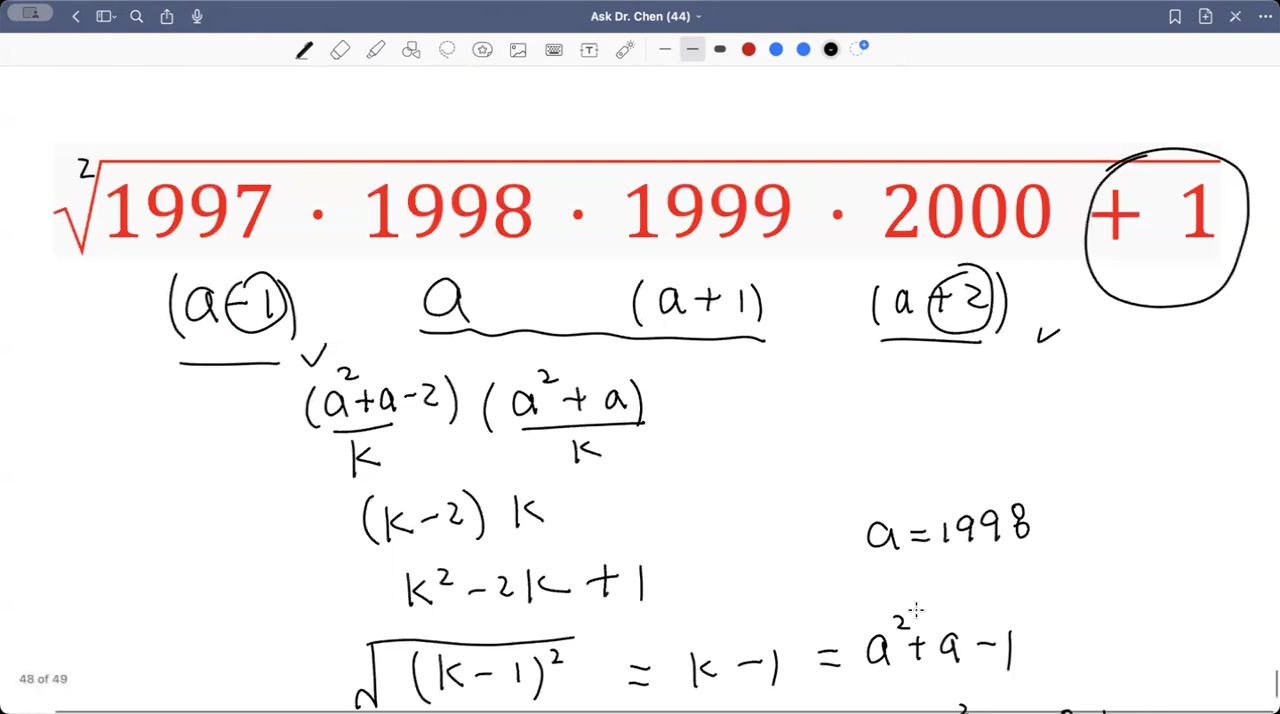 Ask Dr. Chen (44)
√[2]{1997 · 1998 · 1999 · 2000 + 1}
(a-1) a (a+1) (a+2)
(a²+a-2) (a²+a)
k k
(k-2) k
a=1998
k²-2k+1
√(k-1)² = k-1 = a²+a-1
48 of 49